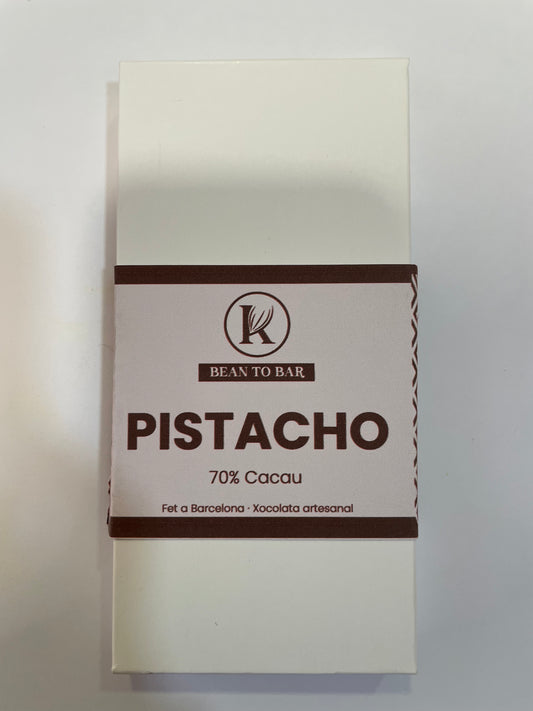 K
BEAN TO BAR
PISTACHO
70% Cacau
Fet a Barcelona · Xocolata artesanal